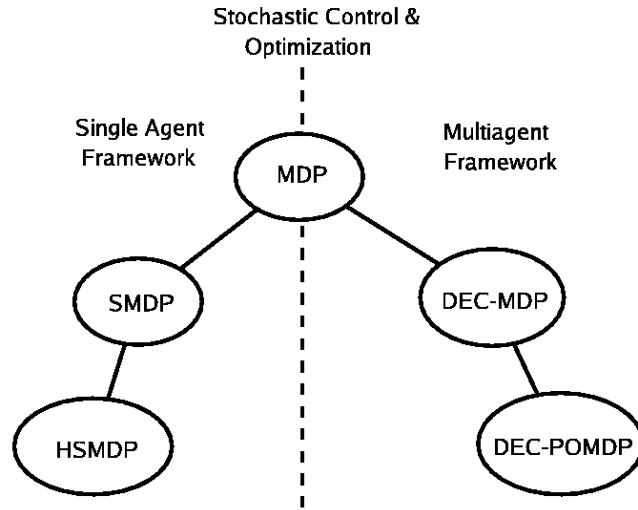 Stochastic Control &
Optimization
Single Agent
Framework
Multiagent
Framework
MDP
SMDP
DEC-MDP
HSMDP
DEC-POMDP